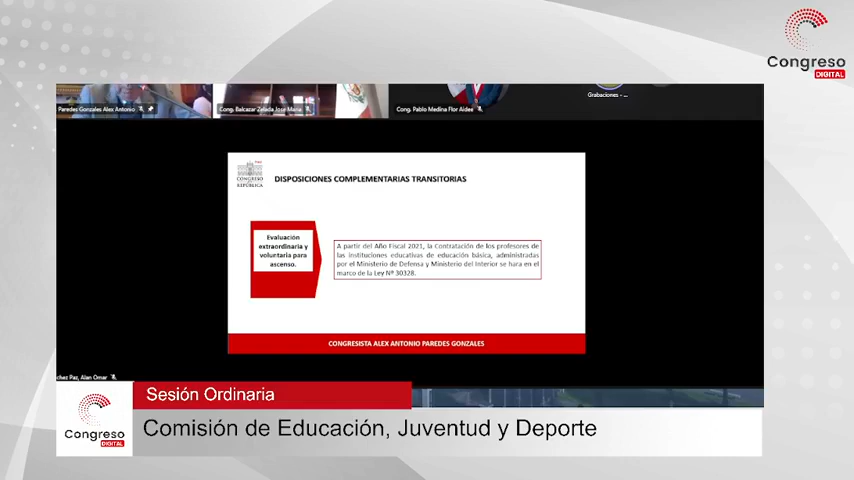 Congreso
DIGITAL
Paredes Gonzales Alex Antonio
Cong. Balcazar Zelada Jose Maria
Cong. Pablo Medina Flor Aidee
Grabaciones - ...
CONGRESO
REPÚBLICA
DISPOSICIONES COMPLEMENTARIAS TRANSITORIAS
Evaluación
extraordinaria y
voluntaria para
ascenso.
A partir del Año Fiscal 2021, la Contratación de los profesores de
las instituciones educativas de educación básica, administradas
por el Ministerio de Defensa y Ministerio del Interior se hara en el
marco de la Ley Nº 30328.
CONGRESISTA ALEX ANTONIO PAREDES GONZALES
chez Paz, Alan Omar
Sesión Ordinaria
Congreso
DIGITAL
Comisión de Educación, Juventud y Deporte